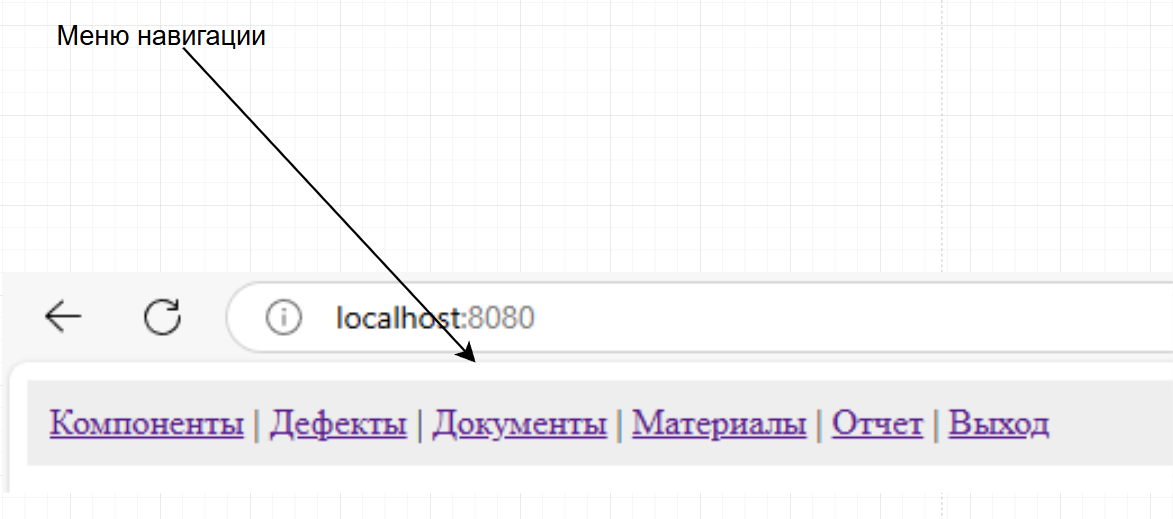 Меню навигации
localhost:8080
Компоненты | Дефекты | Документы | Материалы | Отчет | Выход